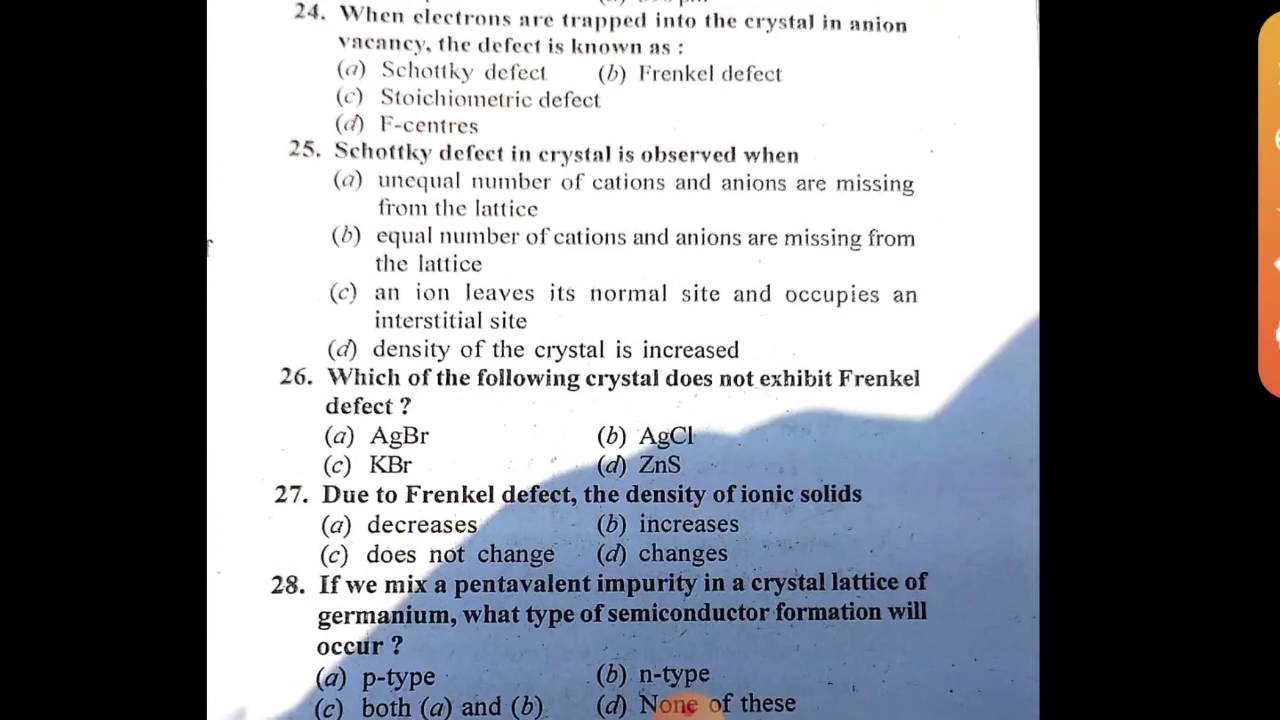 24. When electrons are trapped into the crystal in anion
vacancy, the defect is known as :
(a) Schottky defect (b) Frenkel defect
(c) Stoichiometric defect
(d) F-centres
25. Schottky defect in crystal is observed when
(a) unequal number of cations and anions are missing
from the lattice
(b) equal number of cations and anions are missing from
the lattice
(c) an ion leaves its normal site and occupies an
interstitial site
(d) density of the crystal is increased
26. Which of the following crystal does not exhibit Frenkel
defect ?
(a) AgBr (b) AgCl
(c) KBr (d) ZnS
27. Due to Frenkel defect, the density of ionic solids
(a) decreases (b) increases
(c) does not change (d) changes
28. If we mix a pentavalent impurity in a crystal lattice of
germanium, what type of semiconductor formation will
occur ?
(a) p-type (b) n-type
(c) both (a) and (b) (d) None of these